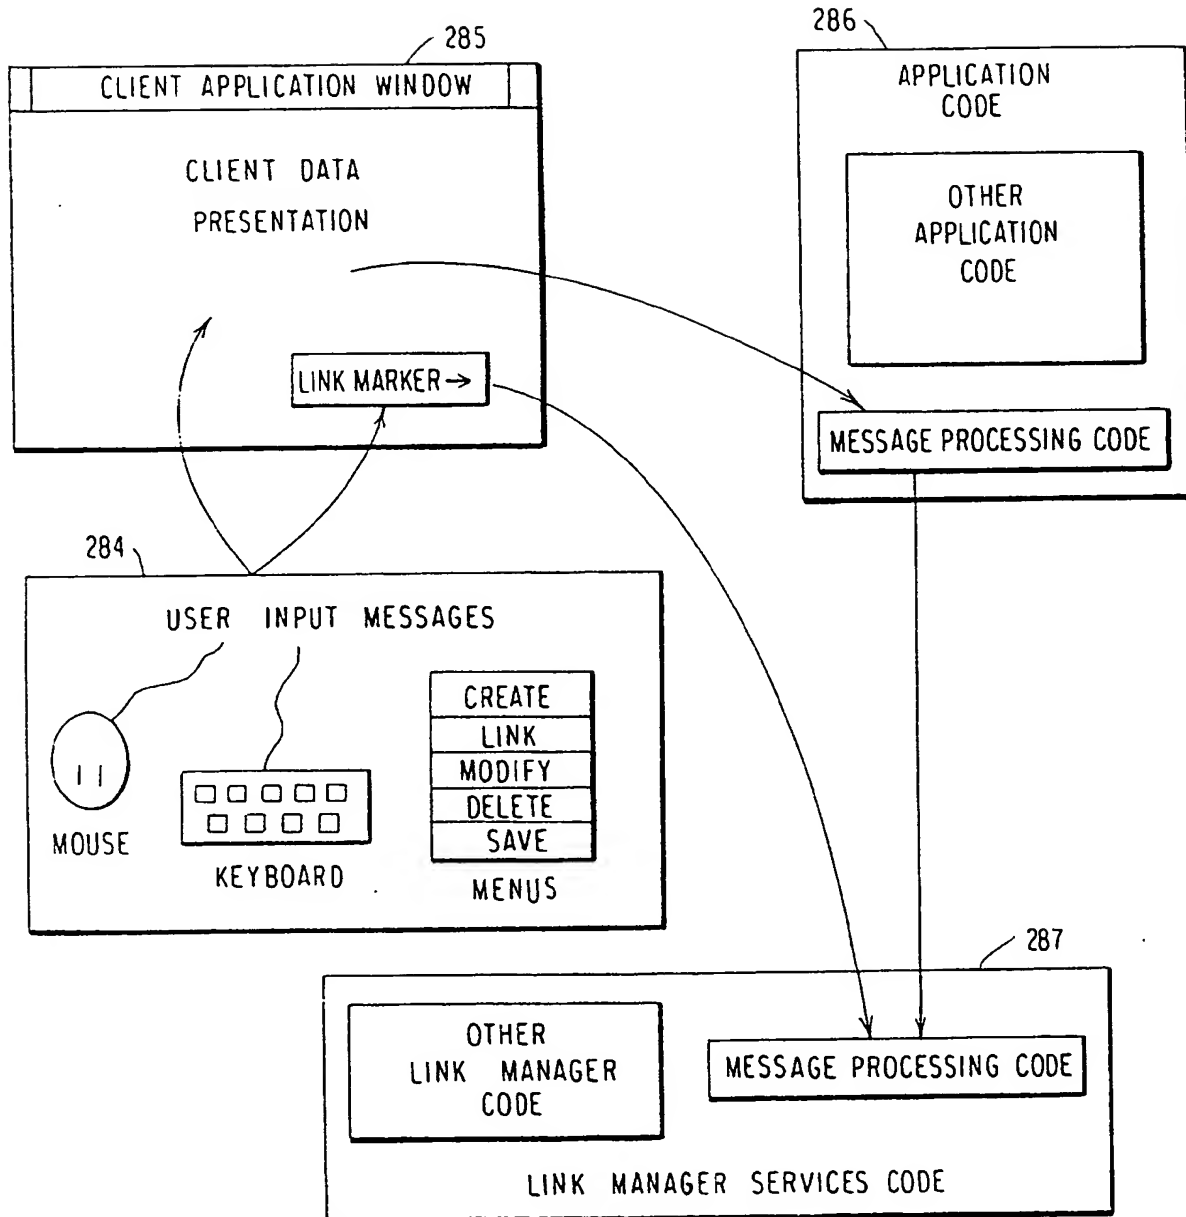 285
CLIENT APPLICATION WINDOW
CLIENT DATA
PRESENTATION
LINK MARKER →
286
APPLICATION
CODE
OTHER
APPLICATION
CODE
MESSAGE PROCESSING CODE
284
USER INPUT MESSAGES
MOUSE
KEYBOARD
CREATE
LINK
MODIFY
DELETE
SAVE
MENUS
287
OTHER
LINK MANAGER
CODE
MESSAGE PROCESSING CODE
LINK MANAGER SERVICES CODE